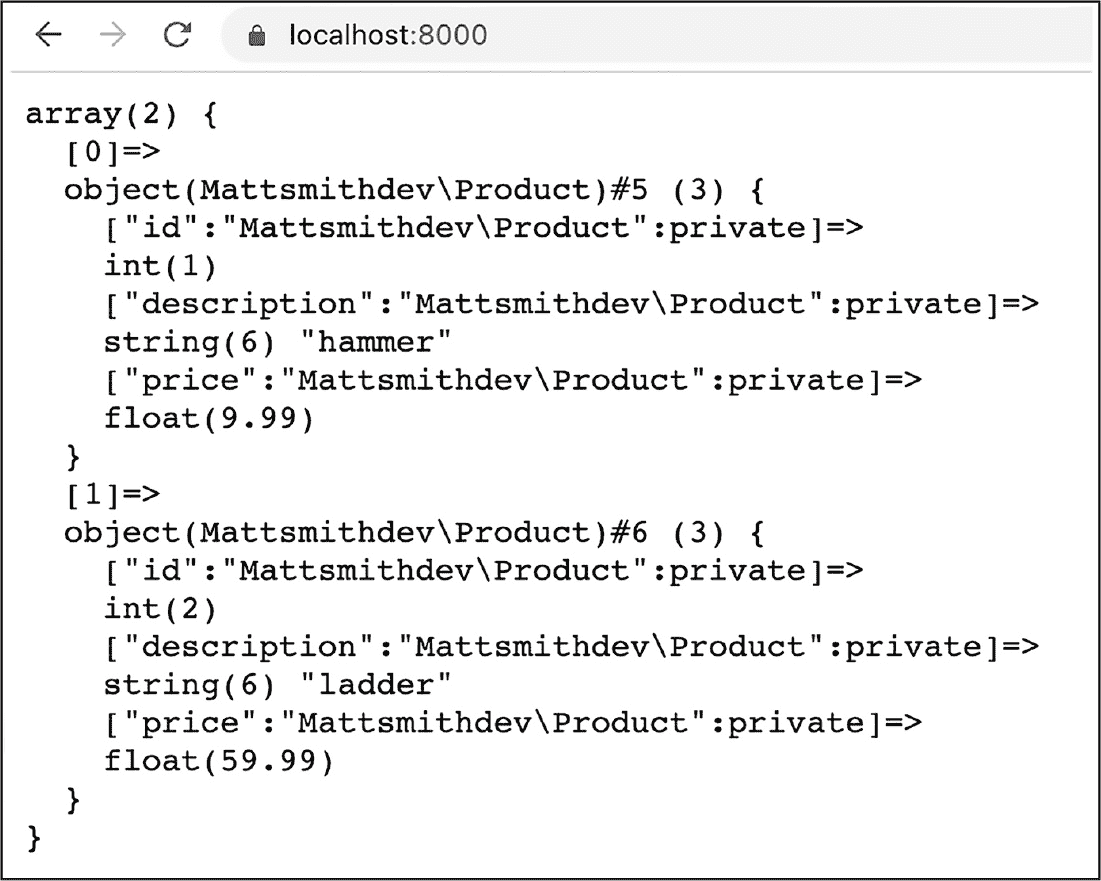 localhost:8000
array(2) {
  [0]=>
  object(Mattsmithdev\Product)#5 (3) {
    ["id":"Mattsmithdev\Product":private]=>
    int(1)
    ["description":"Mattsmithdev\Product":private]=>
    string(6) "hammer"
    ["price":"Mattsmithdev\Product":private]=>
    float(9.99)
  }
  [1]=>
  object(Mattsmithdev\Product)#6 (3) {
    ["id":"Mattsmithdev\Product":private]=>
    int(2)
    ["description":"Mattsmithdev\Product":private]=>
    string(6) "ladder"
    ["price":"Mattsmithdev\Product":private]=>
    float(59.99)
  }
}